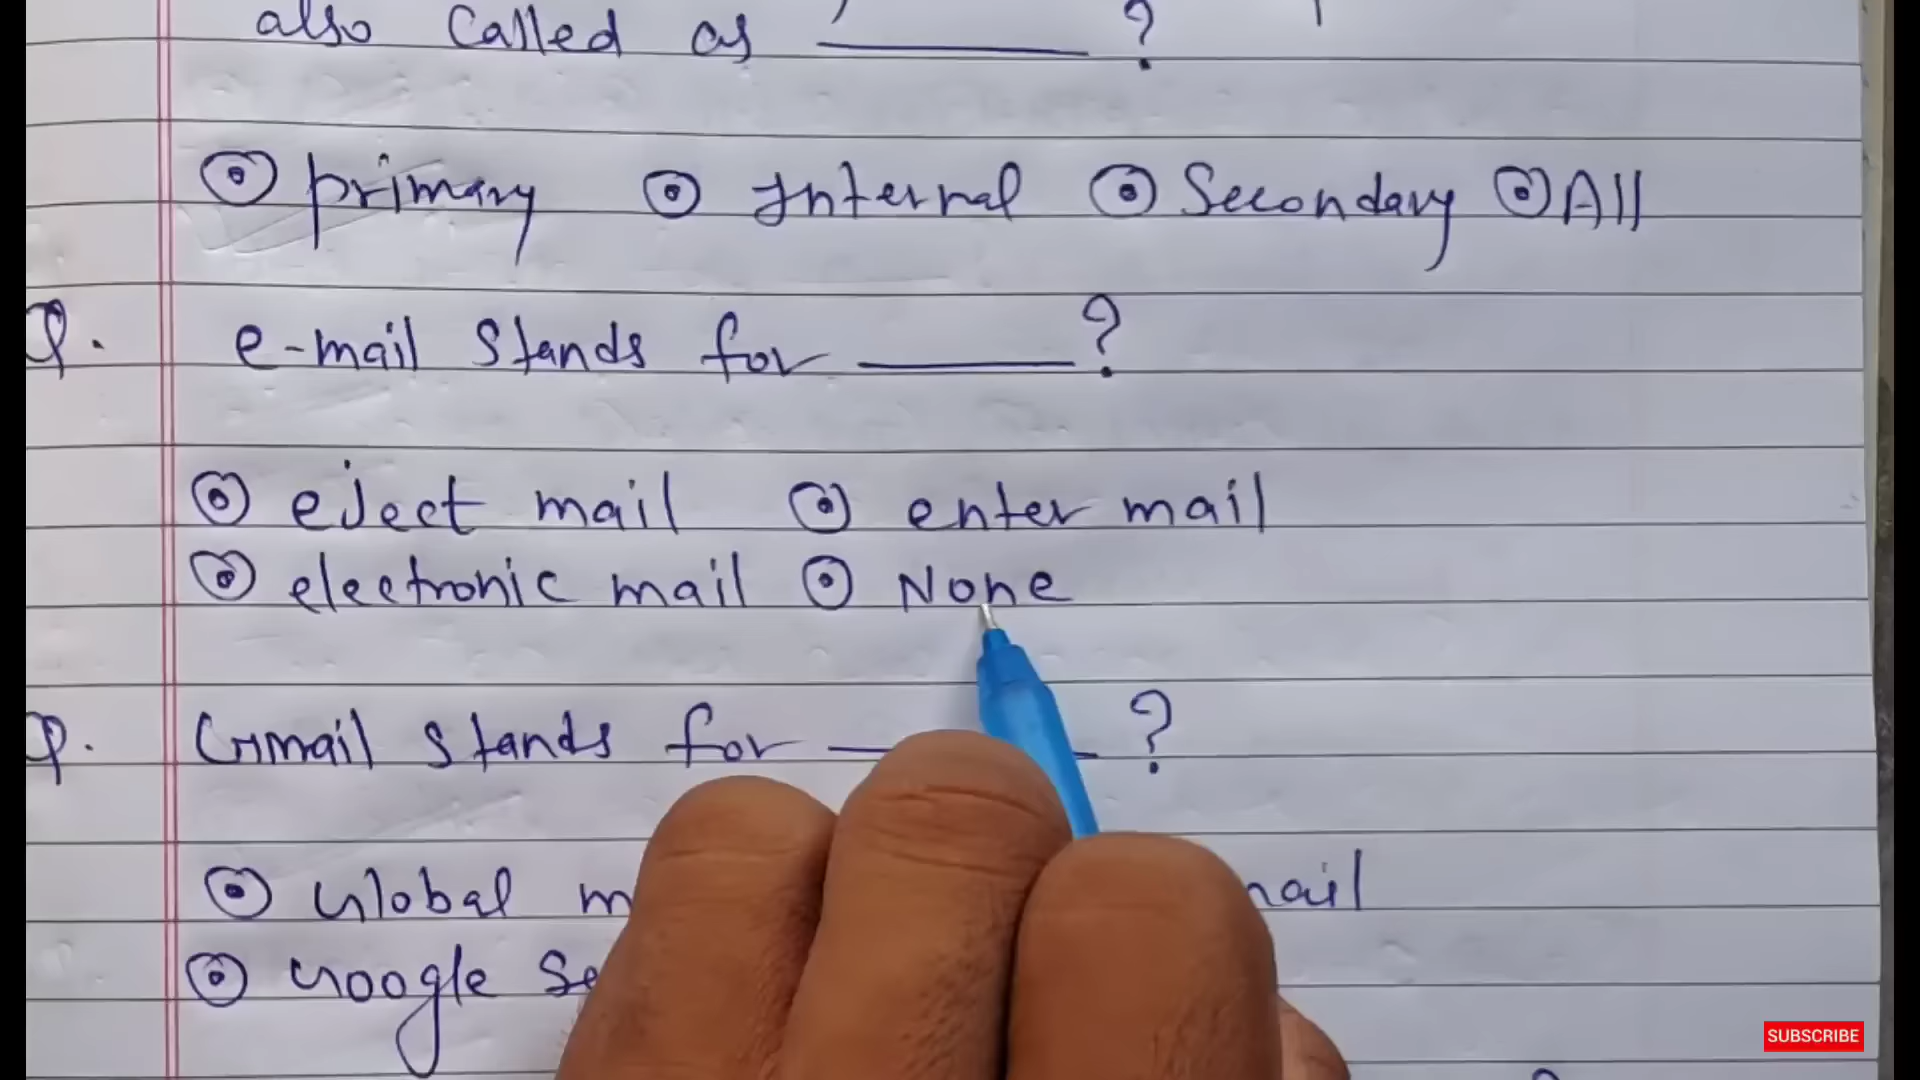 also Called as ______ ?
primary Internal Secondary All
Q. e-mail stands for ______ ?
eject mail enter mail
electronic mail None
Q. Gmail stands for ______ ?
Global mail
Google
SUBSCRIBE